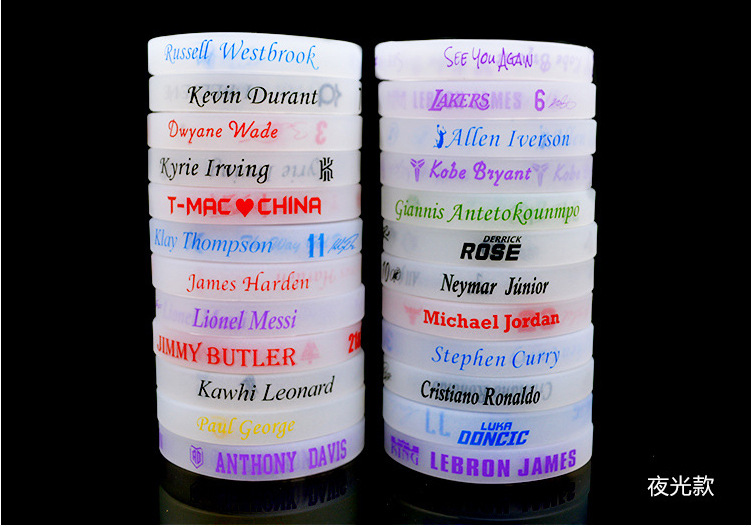 Russell Westbrook
Kevin Durant
Dwyane Wade
3
Kyrie Irving
T-MAC♥CHINA
Klay Thompson 11
James Harden
Lionel Messi
JIMMY BUTLER
Kawhi Leonard
Paul George
ANTHONY DAVIS
SEE YOU AGAIN
LAKERS 6
Allen Iverson
Kobe Bryant
Giannis Antetokounmpo
DERRICK
ROSE
Neymar Júnior
Michael Jordan
Stephen Curry
Cristiano Ronaldo
LUKA
DONCIC
KING LEBRON JAMES
夜光款